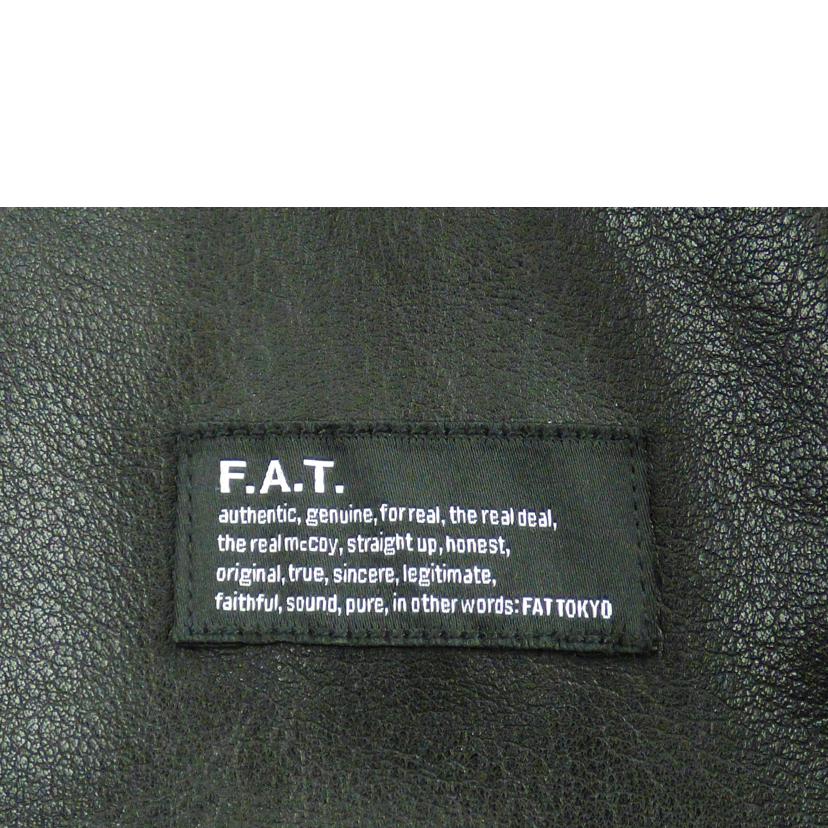 F.A.T.
authentic, genuine, for real, the real deal,
the real mcCoy, straight up, honest,
original, true, sincere, legitimate,
faithful, sound, pure, in other words: FAT TOKYO